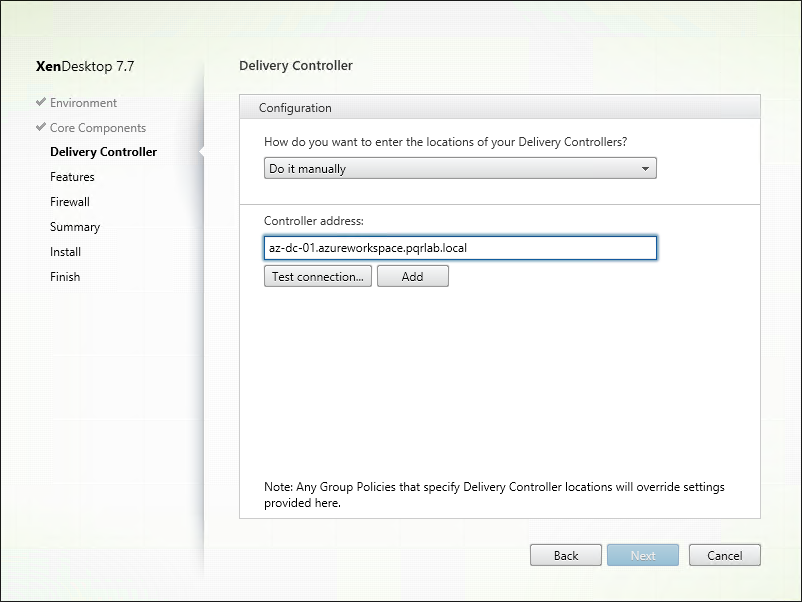 XenDesktop 7.7
Environment
Core Components
Delivery Controller
Features
Firewall
Summary
Install
Finish
Delivery Controller
Configuration
How do you want to enter the locations of your Delivery Controllers?
Do it manually
Controller address:
az-dc-01.azureworkspace.pqrlab.local
Test connection... Add
Note: Any Group Policies that specify Delivery Controller locations will override settings
provided here.
Back Next Cancel